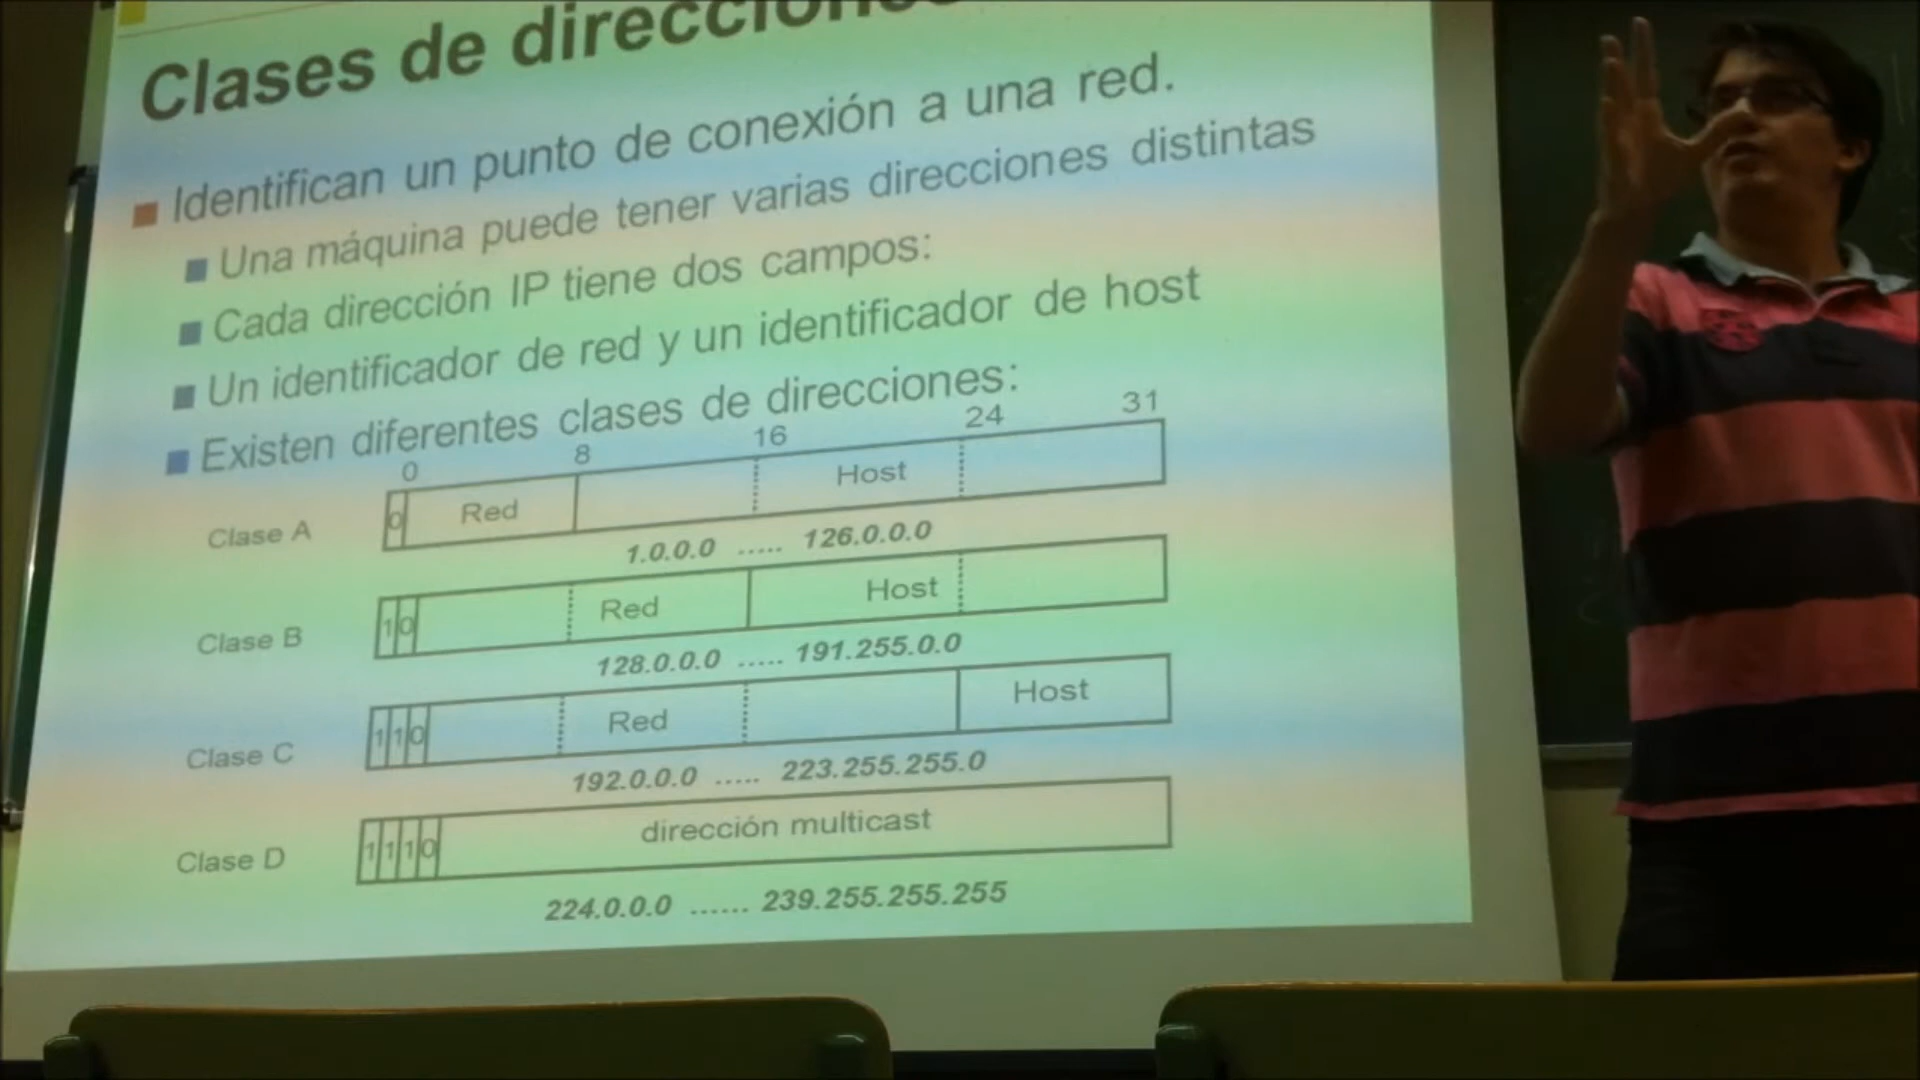 Clases de direccion
Identifican un punto de conexión a una red.
Una máquina puede tener varias direcciones distintas
Cada dirección IP tiene dos campos:
Un identificador de red y un identificador de host
Existen diferentes clases de direcciones:
0 8 16 24 31
Clase A 0 Red Host
1.0.0.0 ..... 126.0.0.0
Clase B 1 0 Red Host
128.0.0.0 ..... 191.255.0.0
Clase C 1 1 0 Red Host
192.0.0.0 ..... 223.255.255.0
Clase D 1 1 1 0 dirección multicast
224.0.0.0 ...... 239.255.255.255